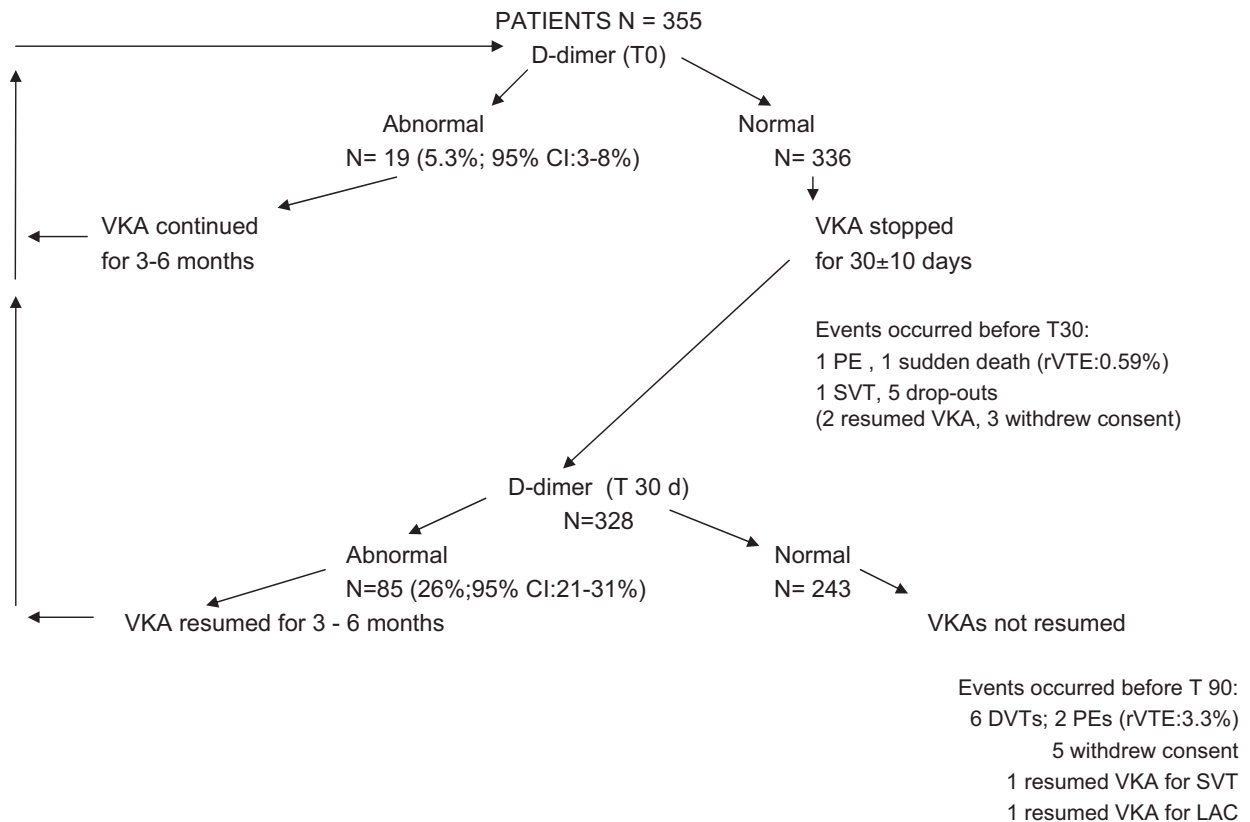 PATIENTS N = 355
D-dimer (T0)
Abnormal
N= 19 (5.3%; 95% CI:3-8%)
Normal
N= 336
VKA continued
for 3-6 months
VKA stopped
for 30±10 days
Events occurred before T30:
1 PE , 1 sudden death (rVTE:0.59%)
1 SVT, 5 drop-outs
(2 resumed VKA, 3 withdrew consent)
D-dimer (T 30 d)
N=328
Abnormal
N=85 (26%;95% CI:21-31%)
Normal
N= 243
VKA resumed for 3 - 6 months
VKAs not resumed
Events occurred before T 90:
6 DVTs; 2 PEs (rVTE:3.3%)
5 withdrew consent
1 resumed VKA for SVT
1 resumed VKA for LAC